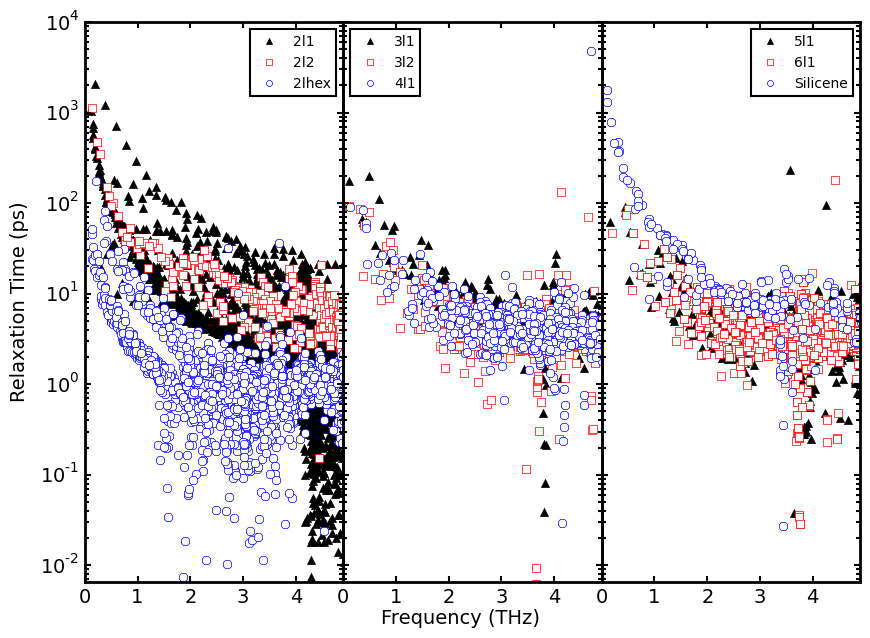 10^4
10^3
10^2
10^1
10^0
10^-1
10^-2
Relaxation Time (ps)
2l1
2l2
2lhex
3l1
3l2
4l1
5l1
6l1
Silicene
0 1 2 3 4 0 1 2 3 4 0 1 2 3 4
Frequency (THz)